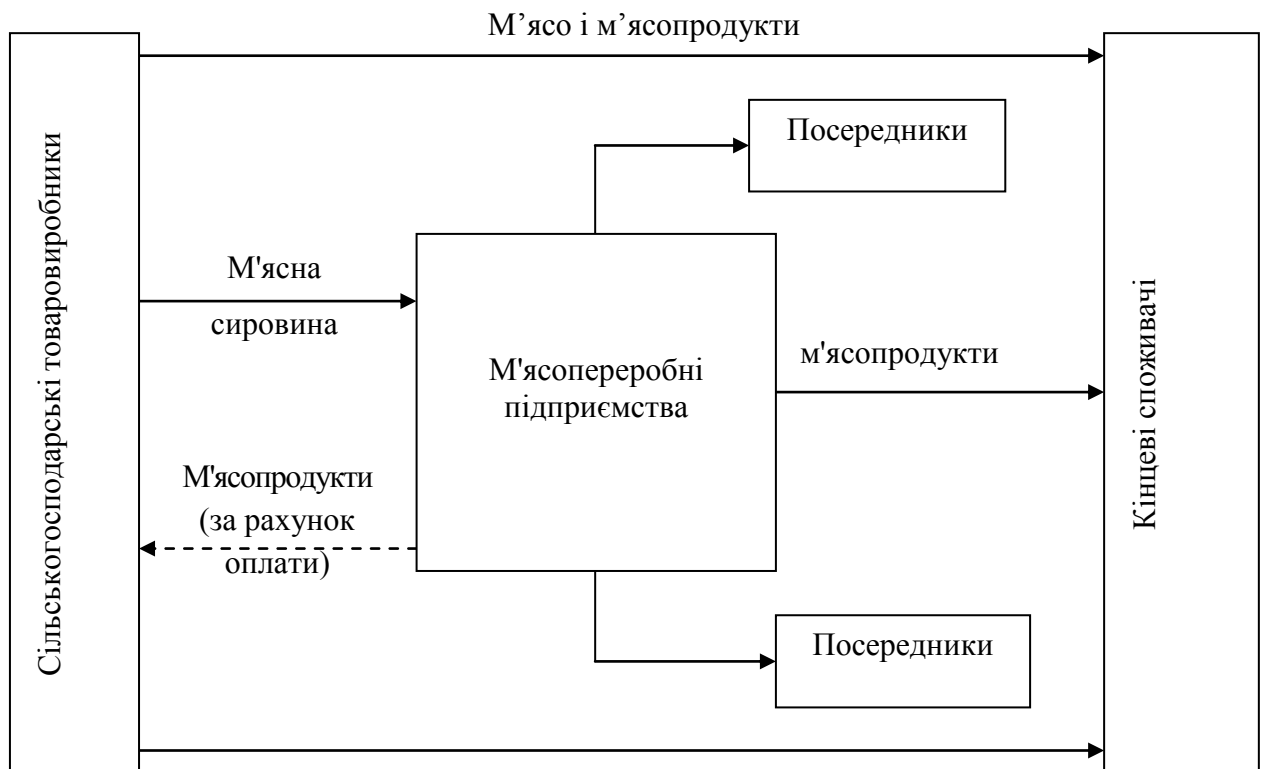 М’ясо і м’ясопродукти
Сільськогосподарські товаровиробники
Посередники
М'ясна
сировина
М'ясопереробні
підприємства
м'ясопродукти
М'ясопродукти
(за рахунок
оплати)
Посередники
Кінцеві споживачі